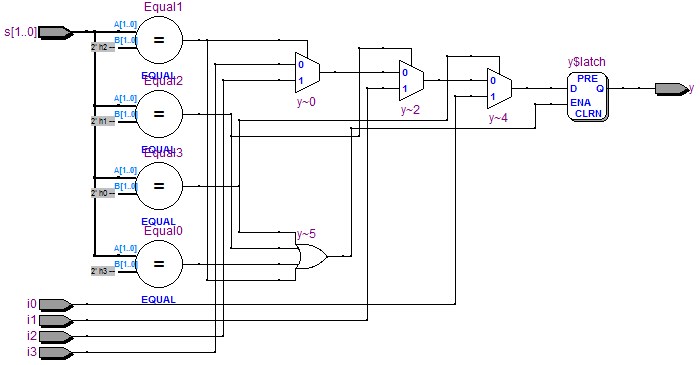 Equal1
s[1..0]
A[1..0]
B[1..0]
2' h2
=
EQUAL
Equal2
A[1..0]
B[1..0]
2' h1
=
EQUAL
Equal3
A[1..0]
B[1..0]
2' h0
=
EQUAL
Equal0
A[1..0]
B[1..0]
2' h3
=
EQUAL
0
1
y~0
0
1
y~2
0
1
y~4
y~5
y$latch
PRE
D Q
ENA
CLRN
y
i0
i1
i2
i3